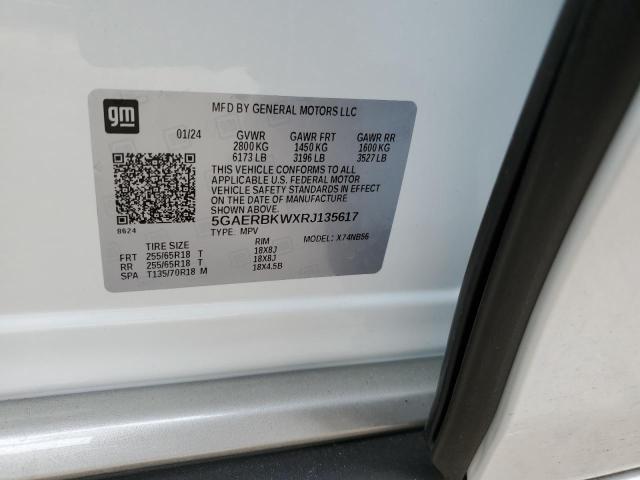 gm
MFD BY GENERAL MOTORS LLC
01/24 GVWR GAWR FRT GAWR RR
2800 KG 1450 KG 1600 KG
6173 LB 3196 LB 3527 LB
THIS VEHICLE CONFORMS TO ALL
APPLICABLE U.S. FEDERAL MOTOR
VEHICLE SAFETY STANDARDS IN EFFECT
ON THE DATE OF MANUFACTURE
SHOWN ABOVE.
5GAERBKWXRJ135617
TYPE: MPV MODEL: X74NB56
8624
TIRE SIZE RIM
FRT 255/65R18 T 18X8J
RR 255/65R18 T 18X8J
SPA T135/70R18 M 18X4.5B